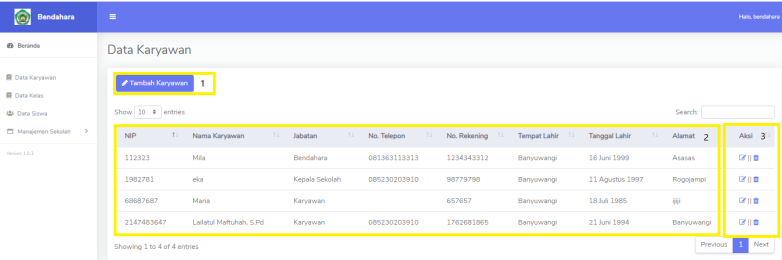 Bendahara
Halo, bendahara
Beranda
Data Karyawan
Data Kelas
Data Siswa
Manajemen Sekolah >
Version 1.0.1
Data Karyawan
Tambah Karyawan 1
Show 10 entries
Search:
NIP Nama Karyawan Jabatan No. Telepon No. Rekening Tempat Lahir Tanggal Lahir Alamat 2 Aksi 3
112323 Mila Bendahara 081363113313 1234343312 Banyuwangi 16 Juni 1999 Asasas ||
1982781 eka Kepala Sekolah 085230203910 98779798 Banyuwangi 11 Agustus 1997 Rogojampi ||
69687687 Maria Karyawan 657657 Banyuwangi 18 Juli 1985 ijiji ||
2147483647 Lailatul Maftuhah, S.Pd Karyawan 085230203910 1762681865 Banyuwangi 21 Juni 1994 Banyuwangi ||
Showing 1 to 4 of 4 entries
Previous 1 Next